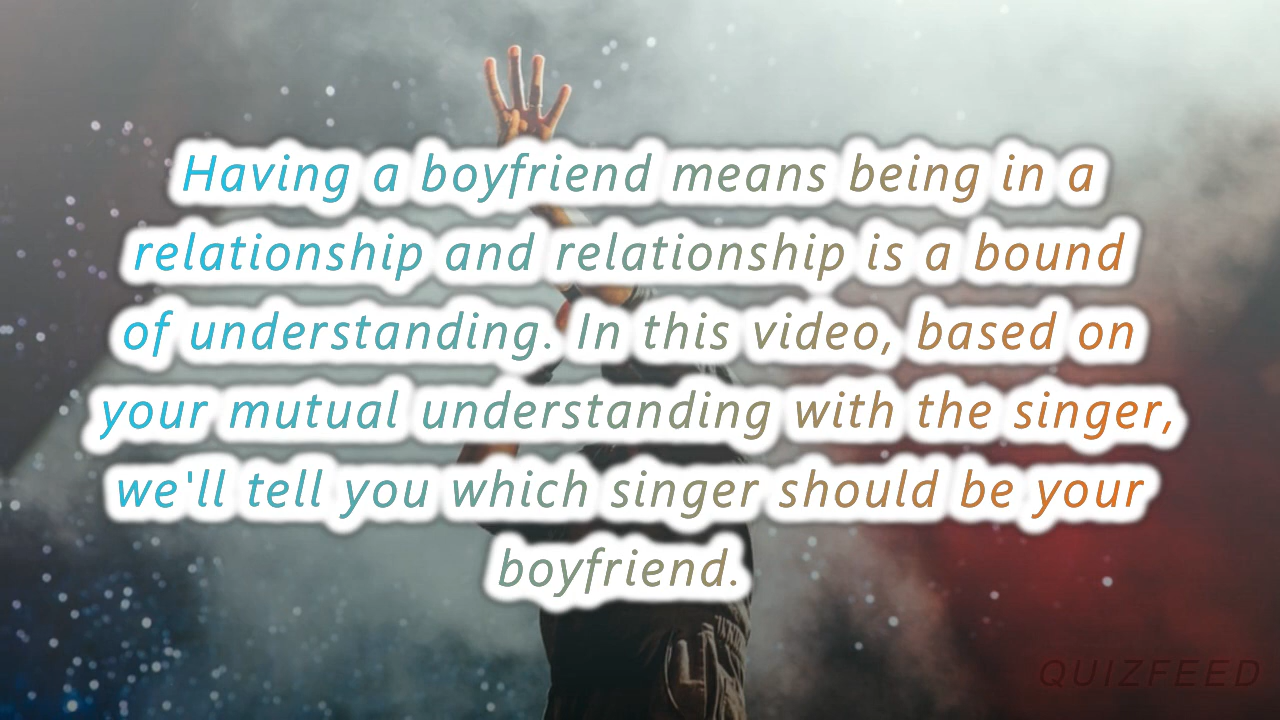 Having a boyfriend means being in a
relationship and relationship is a bound
of understanding. In this video, based on
your mutual understanding with the singer,
we'll tell you which singer should be your
boyfriend.
QUIZFEED